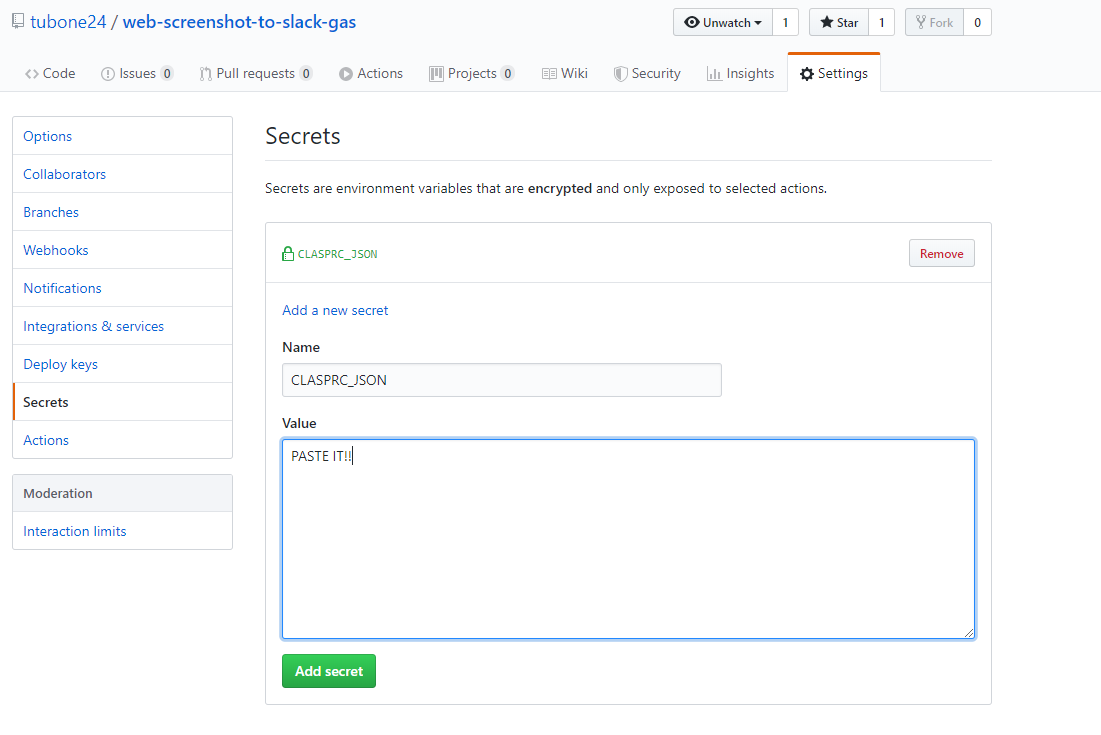 tubone24 / web-screenshot-to-slack-gas
Unwatch 1 Star 1 Fork 0
Code Issues 0 Pull requests 0 Actions Projects 0 Wiki Security Insights Settings
Options
Collaborators
Branches
Webhooks
Notifications
Integrations & services
Deploy keys
Secrets
Actions
Moderation
Interaction limits
Secrets
Secrets are environment variables that are encrypted and only exposed to selected actions.
CLASPRC_JSON Remove
Add a new secret
Name
CLASPRC_JSON
Value
PASTE IT!!
Add secret